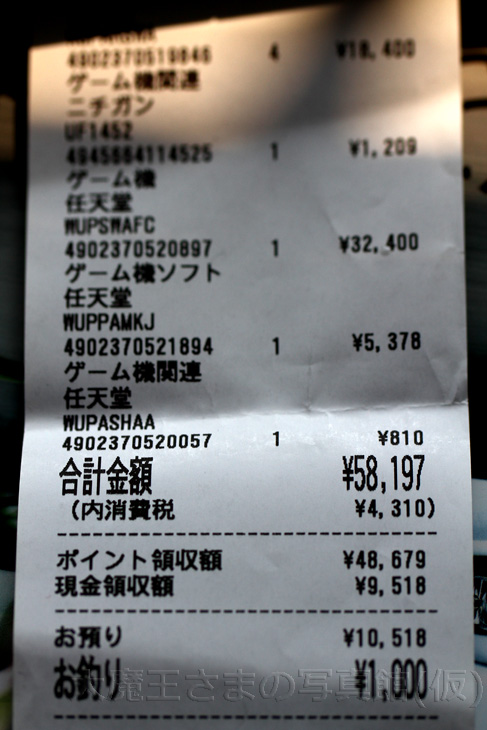 4902370519846 4 ¥18,400
ゲーム機関連
ニチガン
UF1452
4945664114525 1 ¥1,209
ゲーム機
任天堂
WUPSWAFC
4902370520897 1 ¥32,400
ゲーム機ソフト
任天堂
WUPPAMKJ
4902370521894 1 ¥5,378
ゲーム機関連
任天堂
WUPASHAA
4902370520057 1 ¥810
合計金額 ¥58,197
(内消費税 ¥4,310)
ポイント領収額 ¥48,679
現金領収額 ¥9,518
お預り ¥10,518
お釣り ¥1,000
魔王さまの写真館(仮)